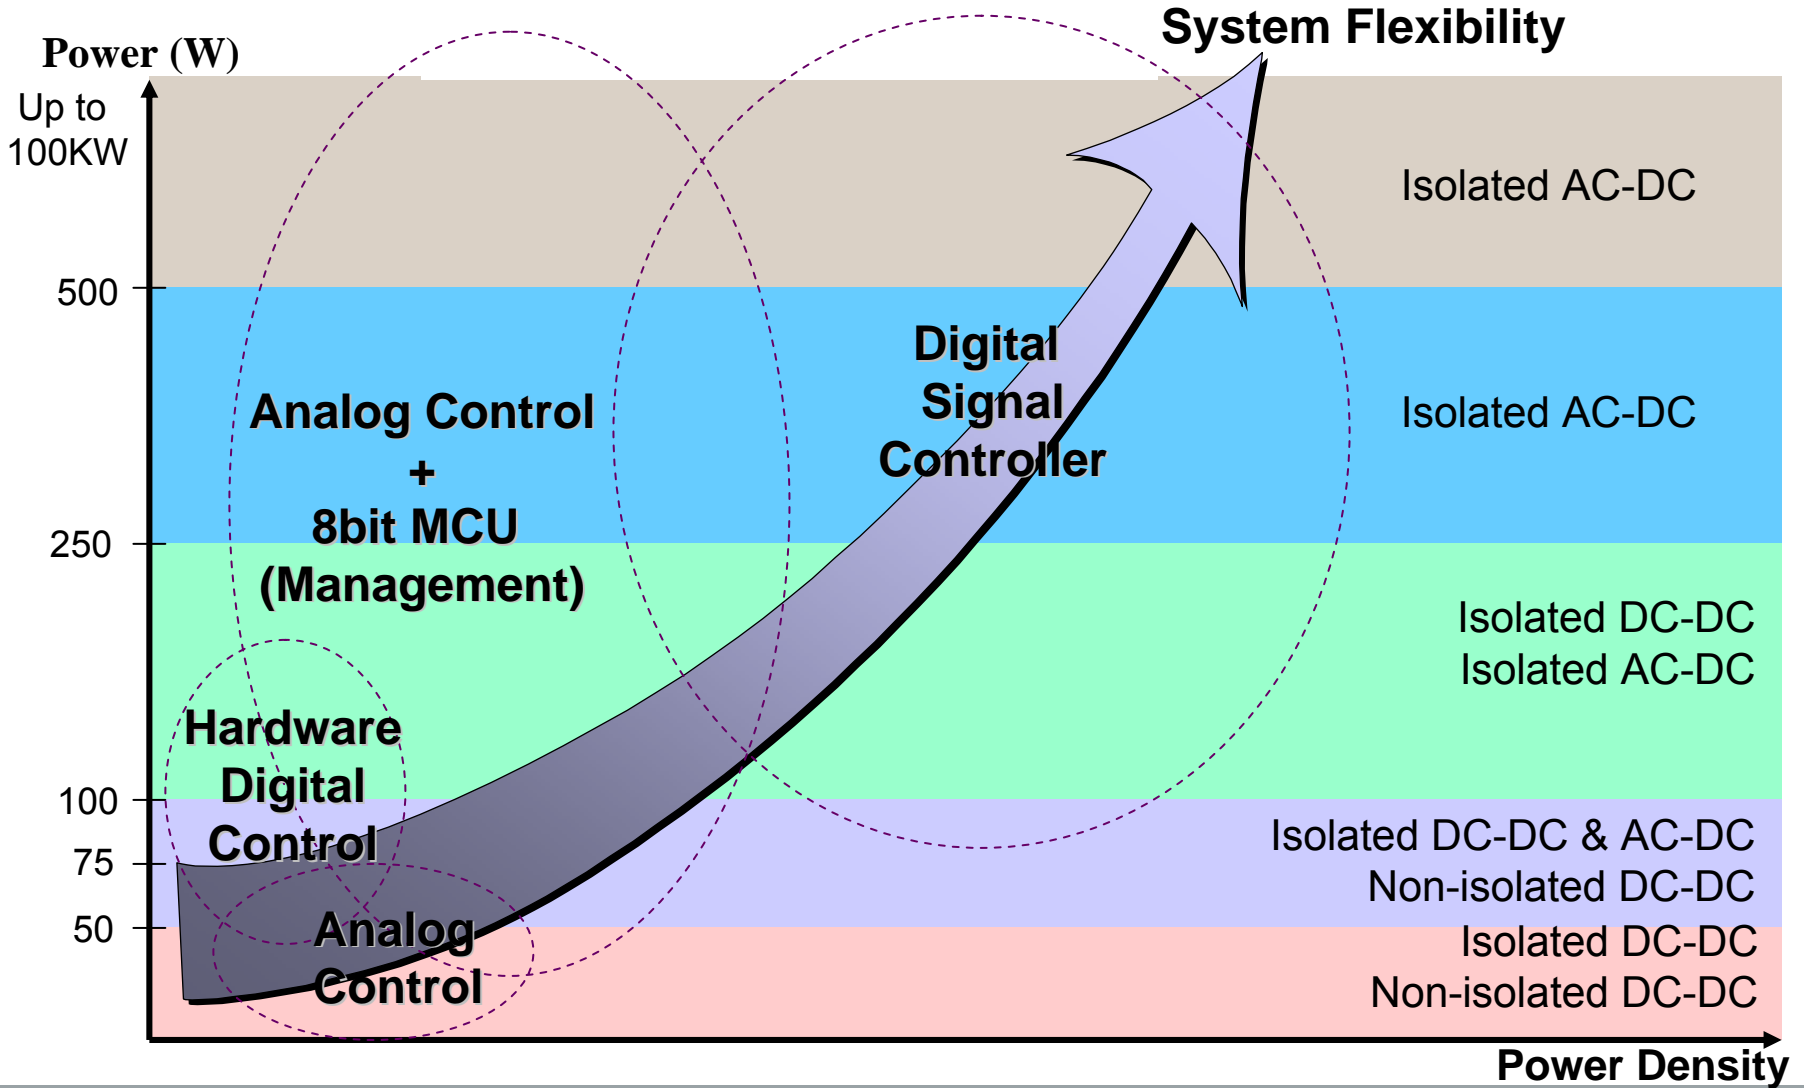 System Flexibility
Power (W)
Up to
100KW
Isolated AC-DC
500
Digital
Signal
Controller
Isolated AC-DC
Analog Control
+
8bit MCU
(Management)
250
Isolated DC-DC
Isolated AC-DC
Hardware
Digital
Control
100
75
Isolated DC-DC & AC-DC
Non-isolated DC-DC
50
Analog
Control
Isolated DC-DC
Non-isolated DC-DC
Power Density